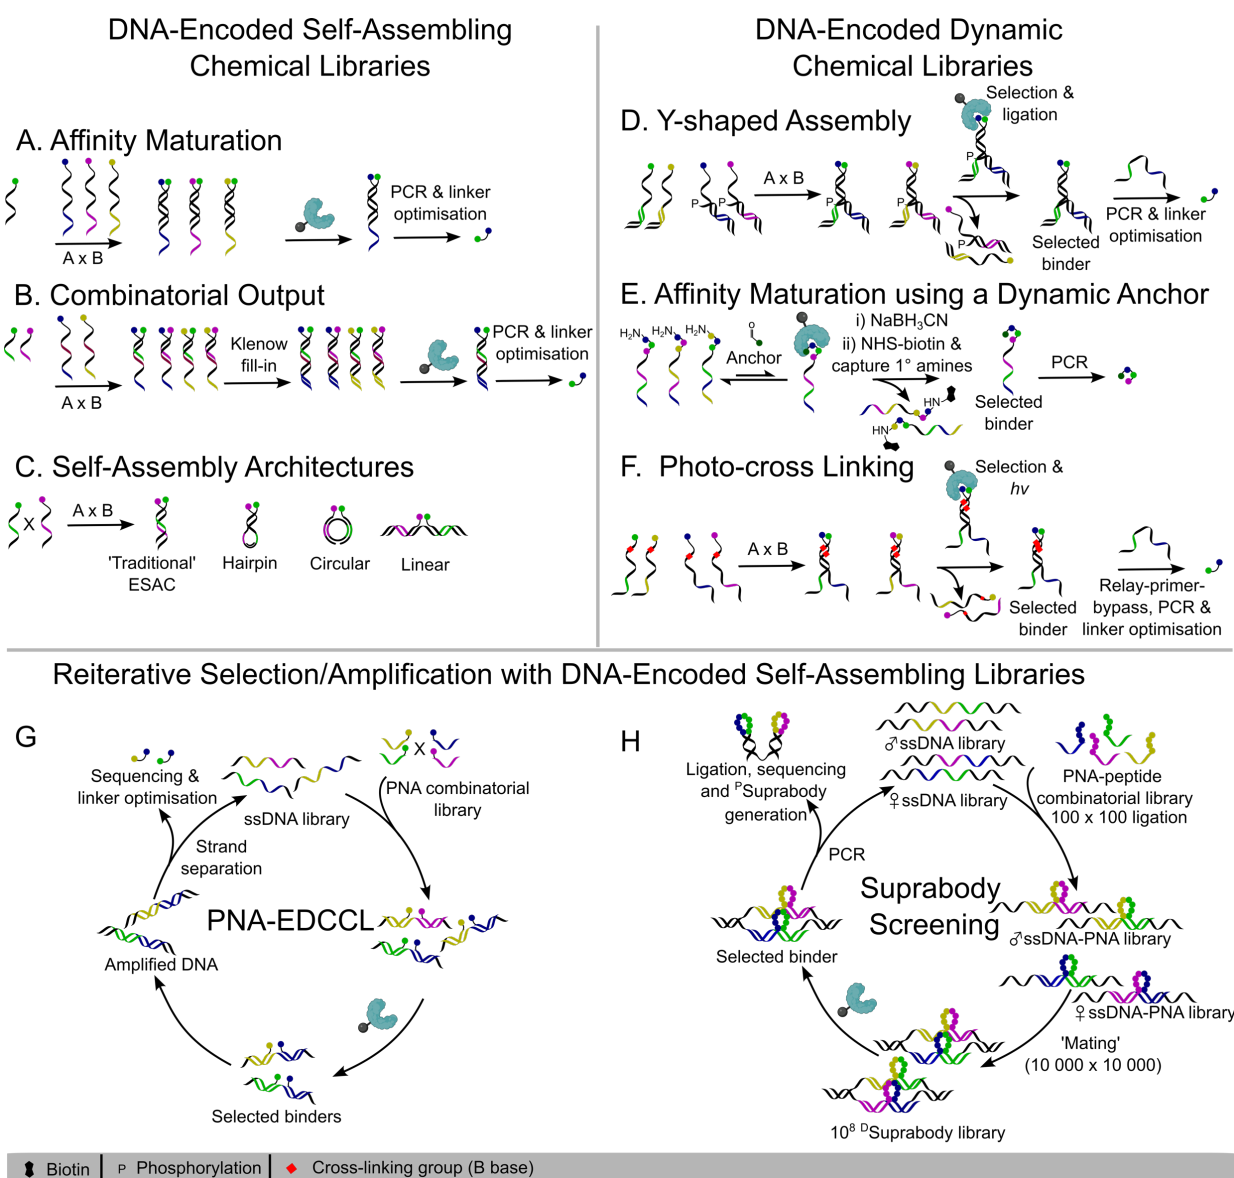 DNA-Encoded Self-Assembling
Chemical Libraries
DNA-Encoded Dynamic
Chemical Libraries
A. Affinity Maturation
A x B
PCR & linker
optimisation
B. Combinatorial Output
A x B
Klenow
fill-in
PCR & linker
optimisation
C. Self-Assembly Architectures
X
A x B
'Traditional'
ESAC
Hairpin
Circular
Linear
D. Y-shaped Assembly
Selection &
ligation
P
P
A x B
P
P
P
P
Selected
binder
PCR & linker
optimisation
E. Affinity Maturation using a Dynamic Anchor
H₂N
H₂N
H₂N
O
Anchor
i) NaBH₃CN
ii) NHS-biotin &
capture 1° amines
HN
HN
Selected
binder
PCR
F. Photo-cross Linking
Selection &
hv
A x B
Selected
binder
Relay-primer-
bypass, PCR &
linker optimisation
Reiterative Selection/Amplification with DNA-Encoded Self-Assembling Libraries
G
Sequencing &
linker optimisation
ssDNA library
X
PNA combinatorial
library
Strand
separation
PNA-EDCCL
Amplified DNA
Selected binders
H
Ligation, sequencing
and ᴾSuprabody
generation
♂ssDNA library
♀ssDNA library
PNA-peptide
combinatorial library
100 x 100 ligation
PCR
Suprabody
Screening
♂ssDNA-PNA library
♀ssDNA-PNA library
Selected binder
'Mating'
(10 000 x 10 000)
10⁸ ᴰSuprabody library
Biotin
P Phosphorylation
Cross-linking group (B base)